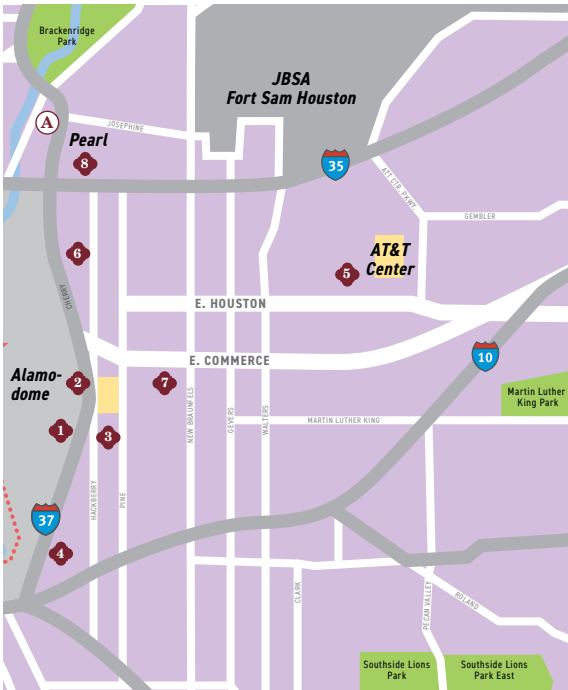 Brackenridge
Park
JBSA
Fort Sam Houston
A
JOSEPHINE
Pearl
8
35
ATT CTR. PKWY.
GEMBLER
6
AT&T
Center
5
CHERRY
E. HOUSTON
E. COMMERCE
10
Alamo-
dome
2
7
Martin Luther
King Park
1
3
NEW BRAUNFELS
GEVERS
WALTERS
MARTIN LUTHER KING
HACKBERRY
PINE
37
4
CLARK
PECAN VALLEY
ROLAND
Southside Lions
Park
Southside Lions
Park East